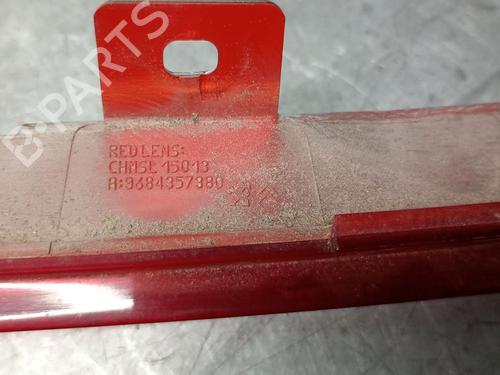 B-PARTS
RED LENS:
CHMSL 15013
A:9684357380